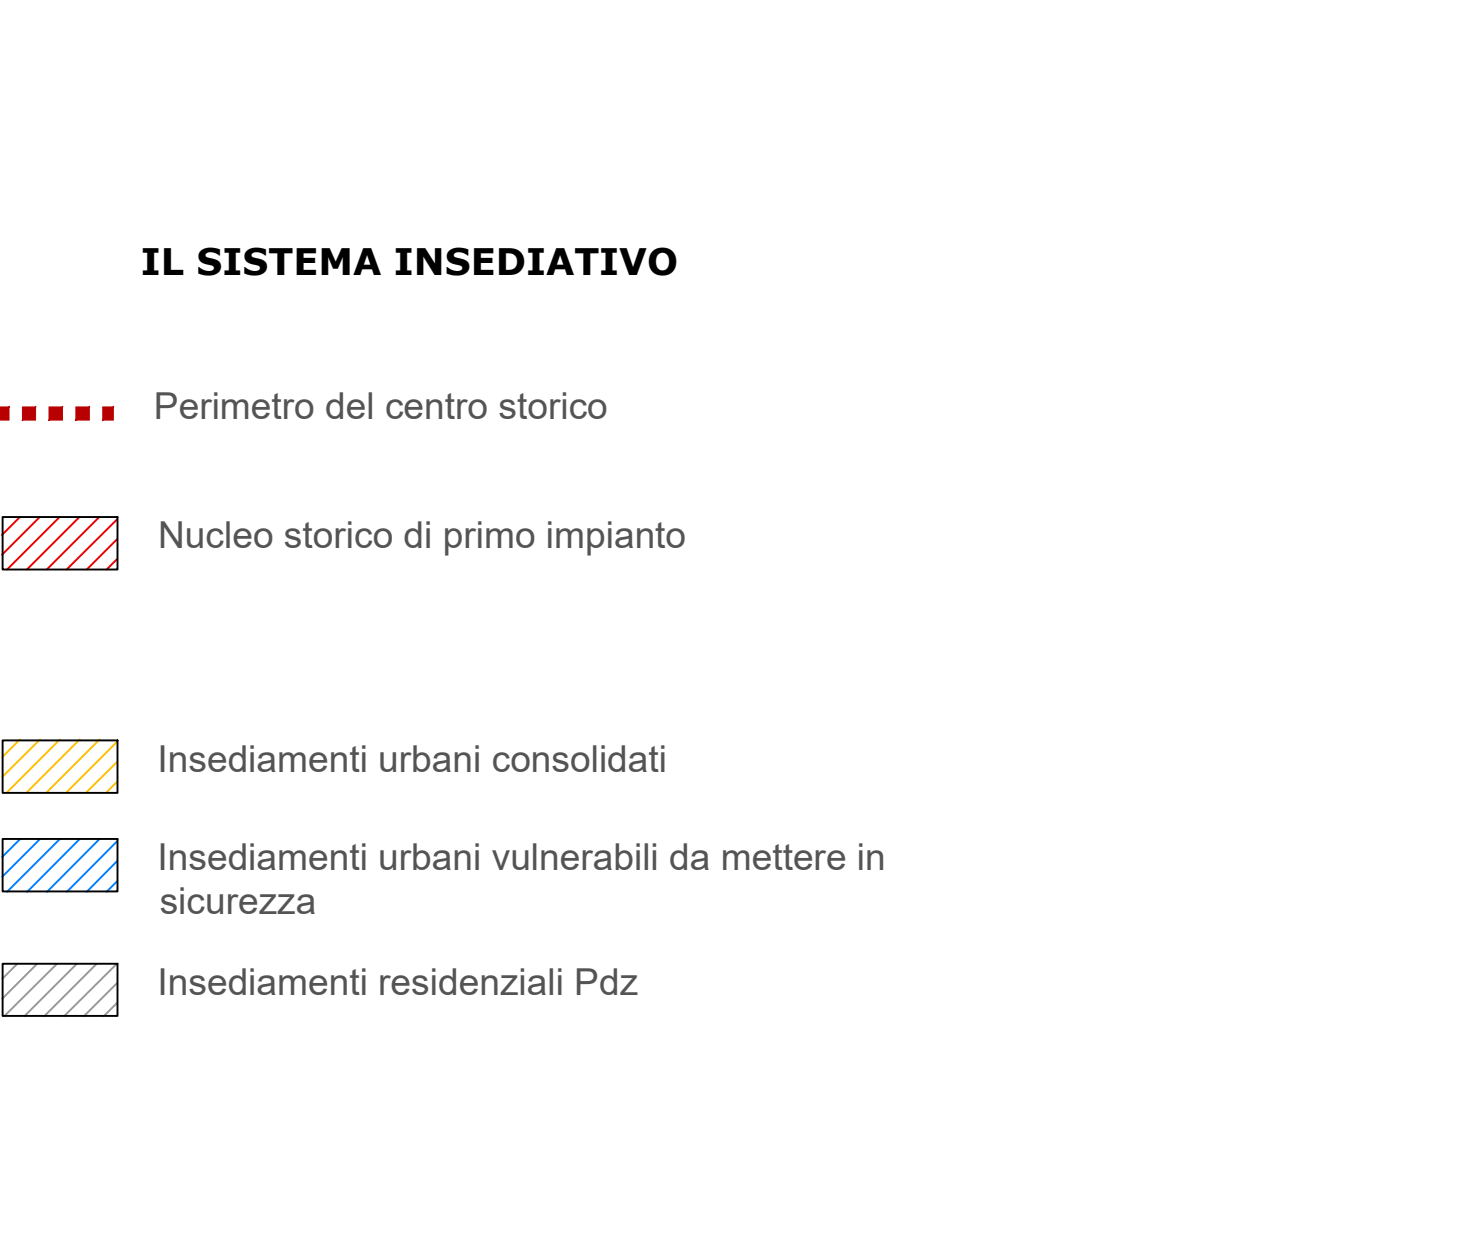 IL SISTEMA INSEDIATIVO
Perimetro del centro storico
Nucleo storico di primo impianto
Insediamenti urbani consolidati
Insediamenti urbani vulnerabili da mettere in
sicurezza
Insediamenti residenziali Pdz